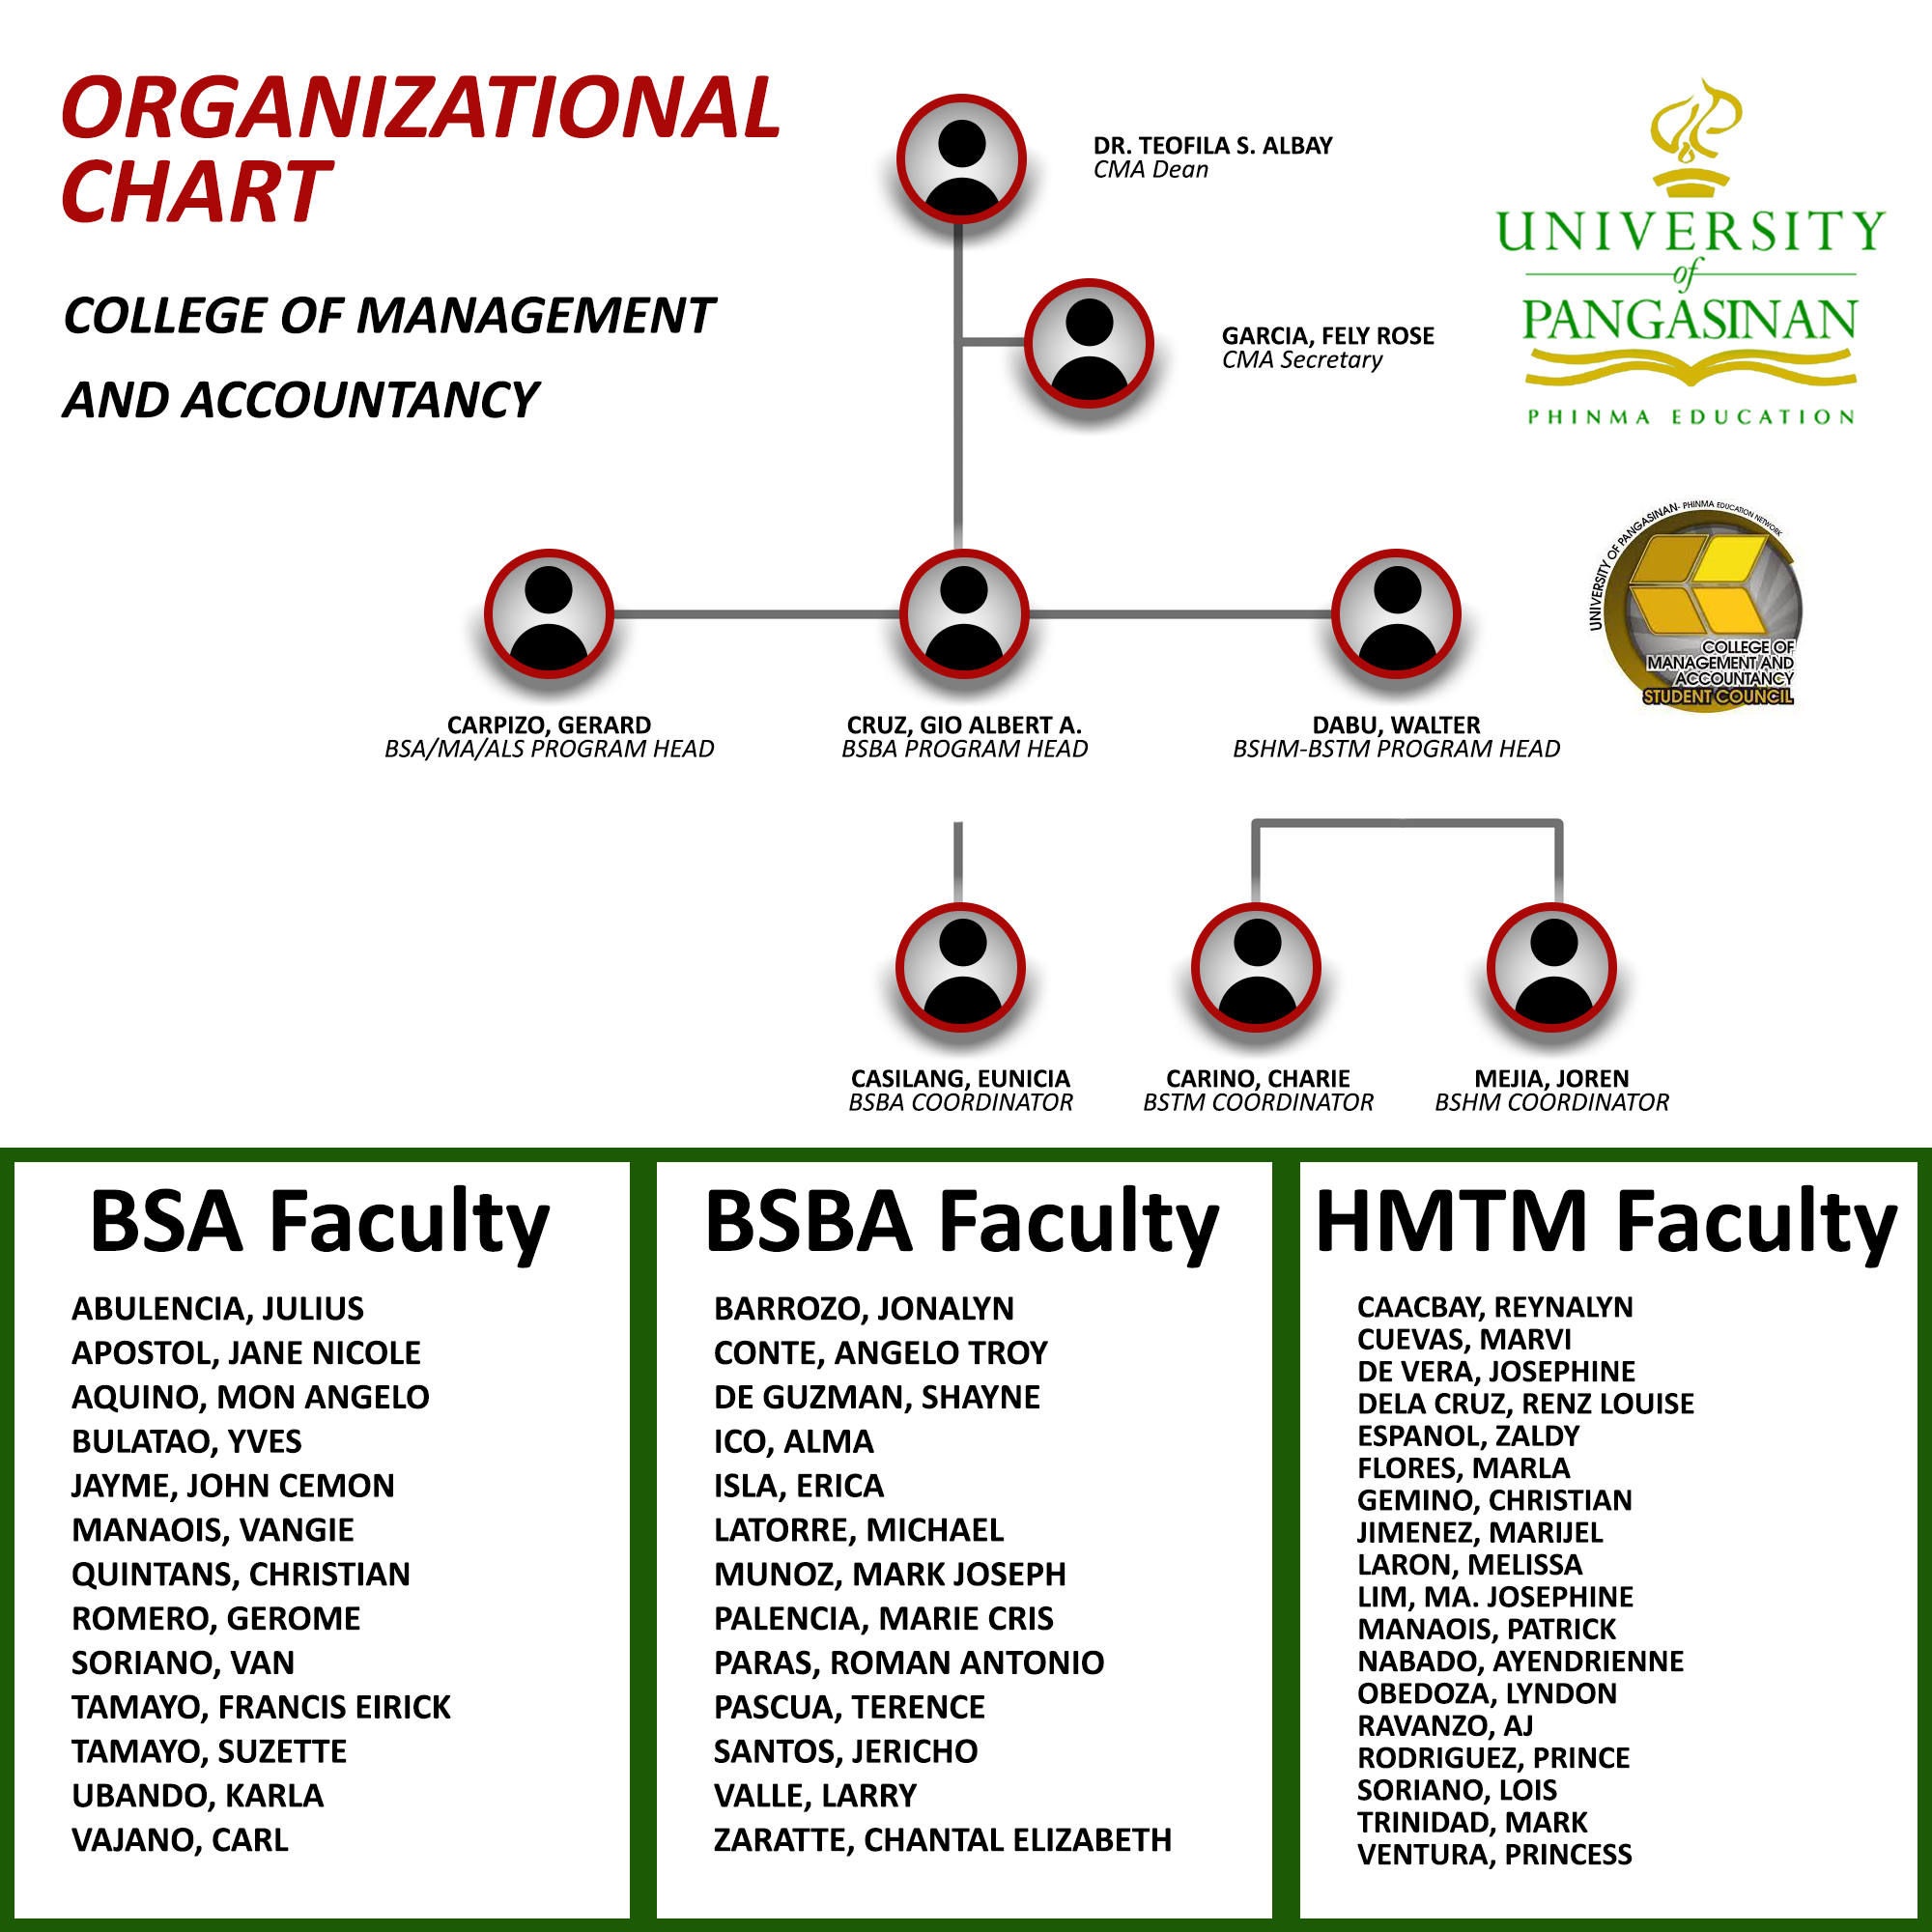 ORGANIZATIONAL
CHART
COLLEGE OF MANAGEMENT
AND ACCOUNTANCY
DR. TEOFILA S. ALBAY
CMA Dean
GARCIA, FELY ROSE
CMA Secretary
UNIVERSITY
of
PANGASINAN
PHINMA EDUCATION
UNIVERSITY OF PANGASINAN- PHINMA EDUCATION NETWORK
COLLEGE OF
MANAGEMENT AND
ACCOUNTANCY
STUDENT COUNCIL
CARPIZO, GERARD
BSA/MA/ALS PROGRAM HEAD
CRUZ, GIO ALBERT A.
BSBA PROGRAM HEAD
DABU, WALTER
BSHM-BSTM PROGRAM HEAD
CASILANG, EUNICIA
BSBA COORDINATOR
CARINO, CHARIE
BSTM COORDINATOR
MEJIA, JOREN
BSHM COORDINATOR
BSA Faculty
ABULENCIA, JULIUS
APOSTOL, JANE NICOLE
AQUINO, MON ANGELO
BULATAO, YVES
JAYME, JOHN CEMON
MANAOIS, VANGIE
QUINTANS, CHRISTIAN
ROMERO, GEROME
SORIANO, VAN
TAMAYO, FRANCIS EIRICK
TAMAYO, SUZETTE
UBANDO, KARLA
VAJANO, CARL
BSBA Faculty
BARROZO, JONALYN
CONTE, ANGELO TROY
DE GUZMAN, SHAYNE
ICO, ALMA
ISLA, ERICA
LATORRE, MICHAEL
MUNOZ, MARK JOSEPH
PALENCIA, MARIE CRIS
PARAS, ROMAN ANTONIO
PASCUA, TERENCE
SANTOS, JERICHO
VALLE, LARRY
ZARATTE, CHANTAL ELIZABETH
HMTM Faculty
CAACBAY, REYNALYN
CUEVAS, MARVI
DE VERA, JOSEPHINE
DELA CRUZ, RENZ LOUISE
ESPANOL, ZALDY
FLORES, MARLA
GEMINO, CHRISTIAN
JIMENEZ, MARIJEL
LARON, MELISSA
LIM, MA. JOSEPHINE
MANAOIS, PATRICK
NABADO, AYENDRIENNE
OBEDOZA, LYNDON
RAVANZO, AJ
RODRIGUEZ, PRINCE
SORIANO, LOIS
TRINIDAD, MARK
VENTURA, PRINCESS